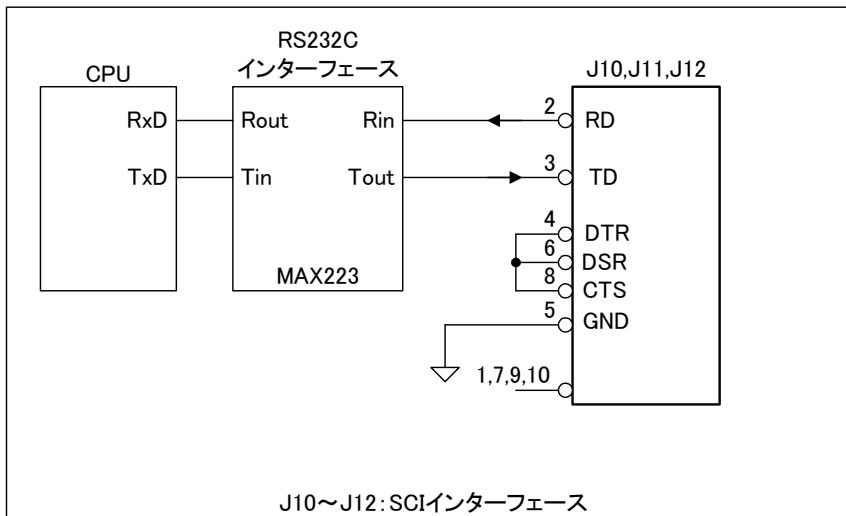 RS232C
インターフェース
CPU
J10,J11,J12
RxD
Rout
Rin
2
RD
TxD
Tin
Tout
3
TD
4
DTR
6
DSR
8
CTS
MAX223
5
GND
1,7,9,10
J10～J12:SCIインターフェース